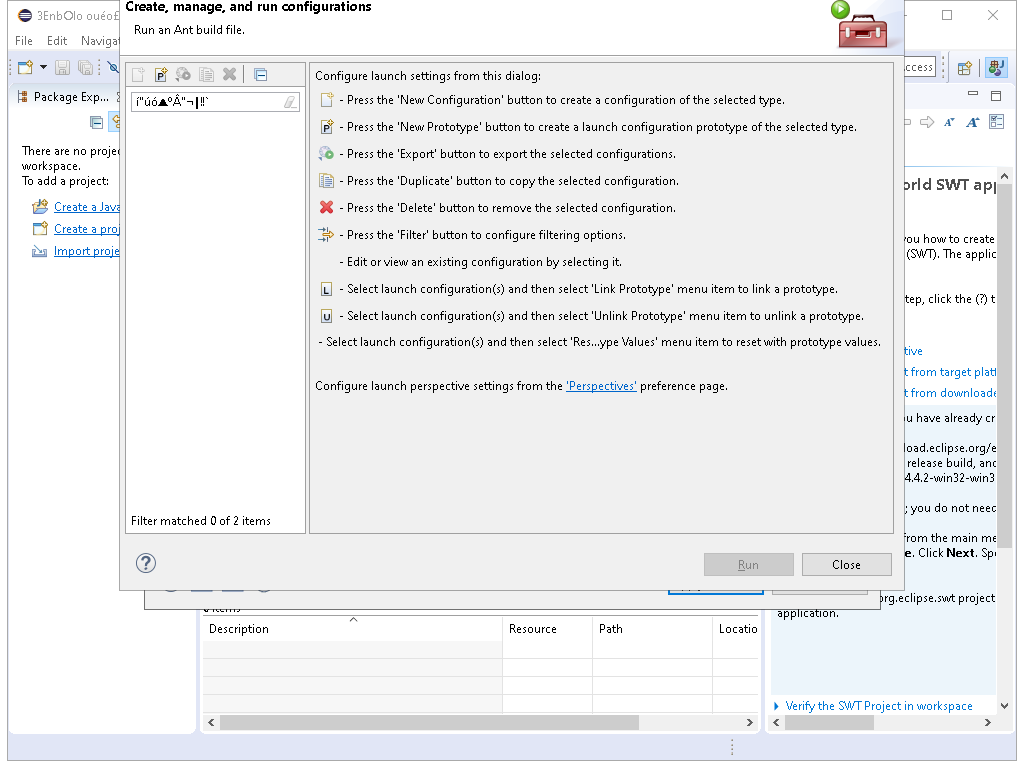 3EnbOlo ouéoƒ
File Edit Navigat
Create, manage, and run configurations
Run an Ant build file.
ccess
Package Exp...
There are no projec
workspace.
To add a project:
Create a Java
Create a proj
Import proje
Filter matched 0 of 2 items
Configure launch settings from this dialog:
- Press the 'New Configuration' button to create a configuration of the selected type.
- Press the 'New Prototype' button to create a launch configuration prototype of the selected type.
- Press the 'Export' button to export the selected configurations.
- Press the 'Duplicate' button to copy the selected configuration.
- Press the 'Delete' button to remove the selected configuration.
- Press the 'Filter' button to configure filtering options.
- Edit or view an existing configuration by selecting it.
L - Select launch configuration(s) and then select 'Link Prototype' menu item to link a prototype.
U - Select launch configuration(s) and then select 'Unlink Prototype' menu item to unlink a prototype.
- Select launch configuration(s) and then select 'Res...ype Values' menu item to reset with prototype values.
Configure launch perspective settings from the 'Perspectives' preference page.
Run Close
orld SWT app
you how to create
(SWT). The applic
tep, click the (?) t
tive
t from target platf
t from downloade
ou have already cr
load.eclipse.org/e
release build, and
4.4.2-win32-win3
; you do not need
from the main me
e. Click Next. Spe
org.eclipse.swt project
application.
Verify the SWT Project in workspace
0 items
Description Resource Path Locatio